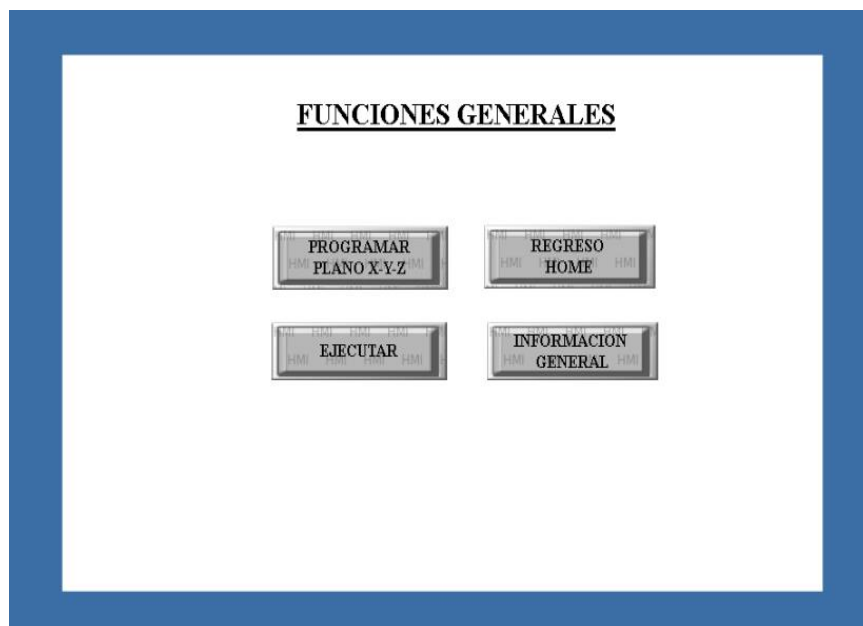 FUNCIONES GENERALES
PROGRAMAR
PLANO X-Y-Z
REGRESO
HOME
EJECUTAR
INFORMACION
GENERAL